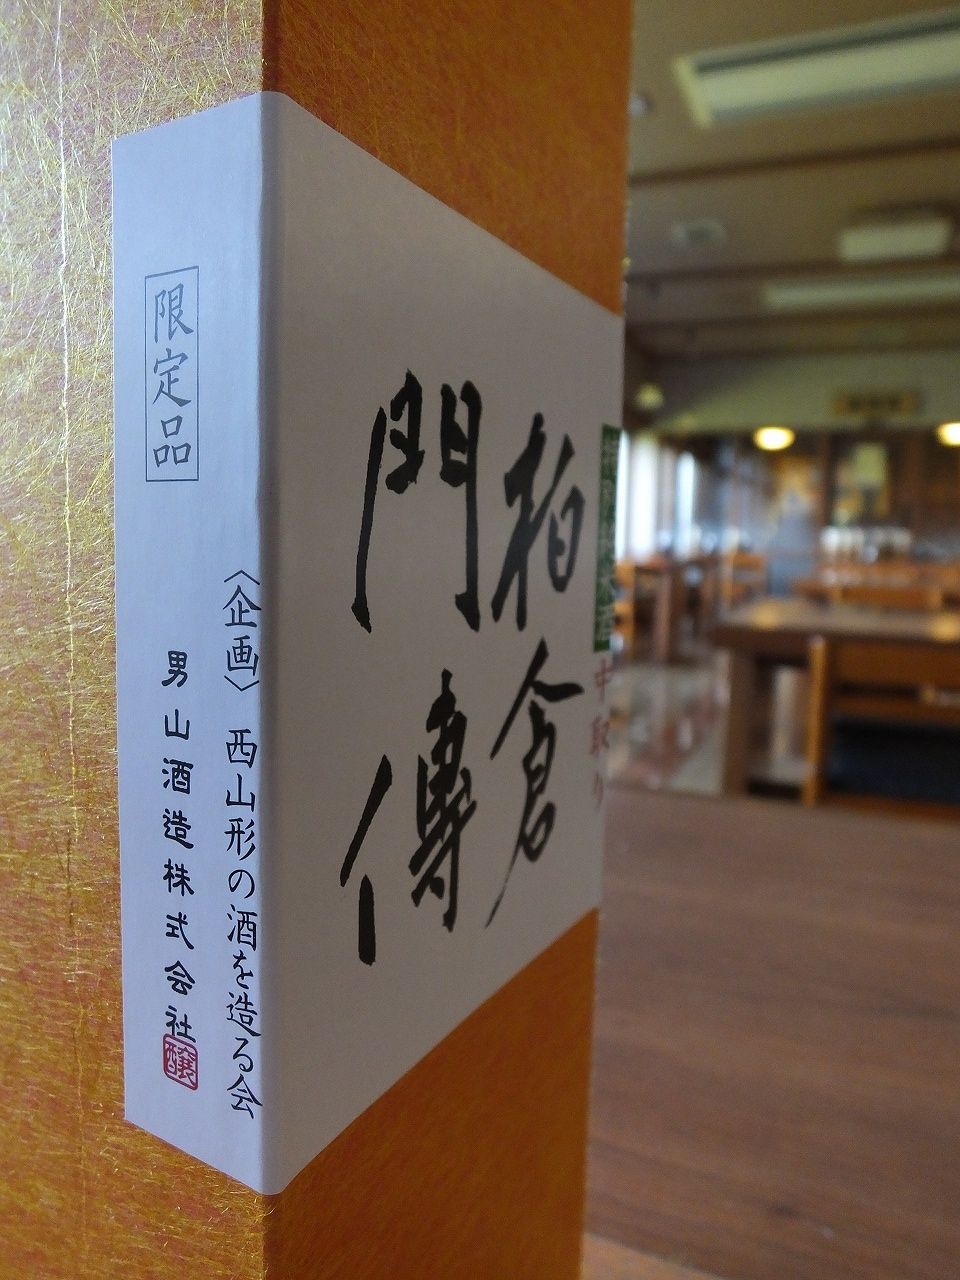 限定品
〈企画〉 西山形の酒を造る会
男山酒造株式会社
醸
柏倉
門傳
中取り